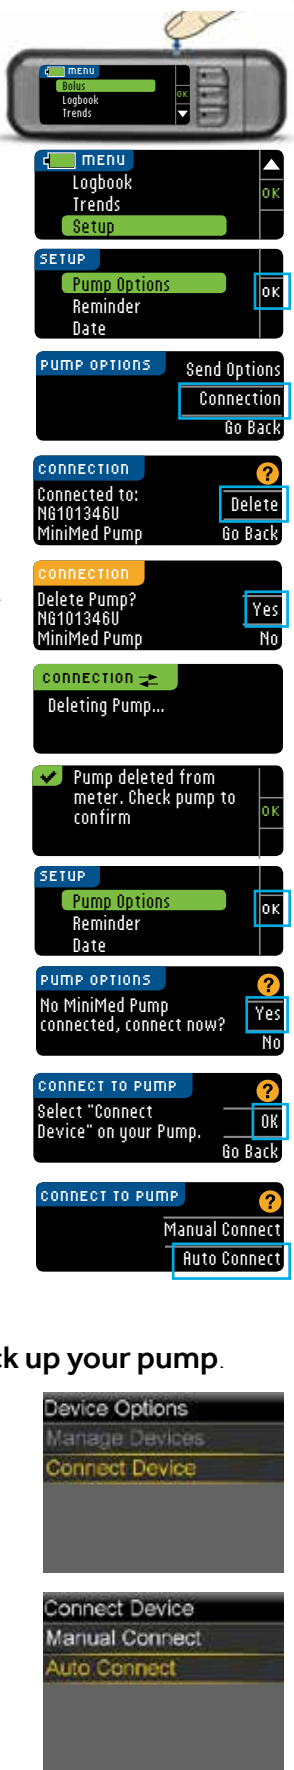 MENU
Bolus
Logbook
Trends
OK
MENU
Logbook
Trends
Setup
OK
SETUP
Pump Options
Reminder
Date
OK
PUMP OPTIONS
Send Options
Connection
Go Back
CONNECTION
?
Connected to:
NG101346U
MiniMed Pump
Delete
Go Back
CONNECTION
Delete Pump?
NG101346U
MiniMed Pump
Yes
No
CONNECTION
Deleting Pump...
Pump deleted from
meter. Check pump to
confirm
OK
SETUP
Pump Options
Reminder
Date
OK
PUMP OPTIONS
?
No MiniMed Pump
connected, connect now?
Yes
No
CONNECT TO PUMP
?
Select "Connect
Device" on your Pump.
OK
Go Back
CONNECT TO PUMP
?
Manual Connect
Auto Connect
ck up your pump.
Device Options
Manage Devices
Connect Device
Connect Device
Manual Connect
Auto Connect